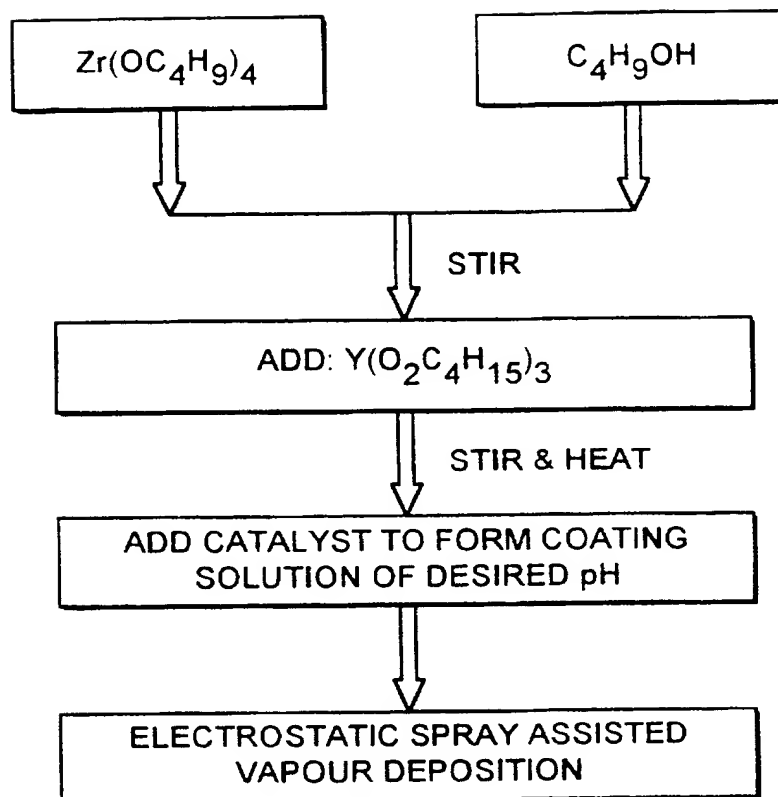 Zr(OC₄H₉)₄
C₄H₉OH
STIR
ADD: Y(O₂C₄H₁₅)₃
STIR & HEAT
ADD CATALYST TO FORM COATING
SOLUTION OF DESIRED pH
ELECTROSTATIC SPRAY ASSISTED
VAPOUR DEPOSITION